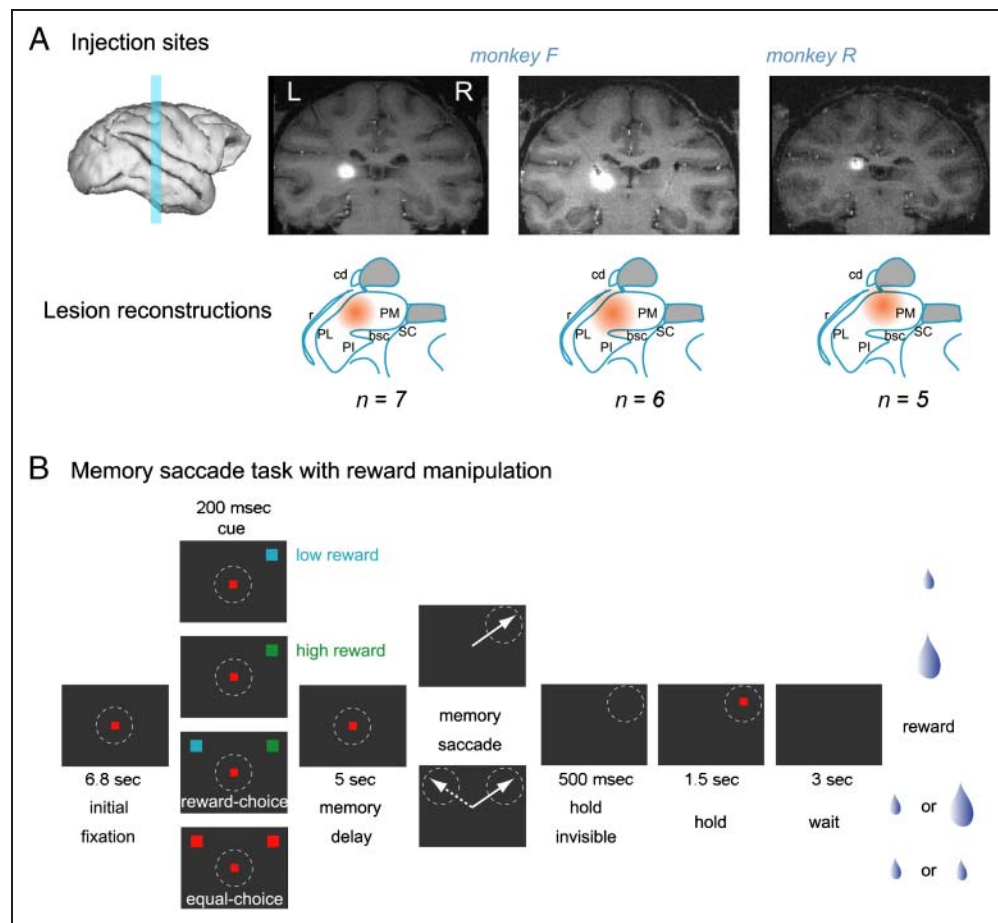 A Injection sites
monkey F
monkey R
L R
Lesion reconstructions
cd
r
PL
PI
bsc
PM
SC
n = 7
cd
r
PL
PI
bsc
PM
SC
n = 6
cd
r
PL
PI
bsc
PM
SC
n = 5
B Memory saccade task with reward manipulation
200 msec
cue
low reward
high reward
reward-choice
equal-choice
6.8 sec
initial
fixation
5 sec
memory
delay
memory
saccade
500 msec
hold
invisible
1.5 sec
hold
3 sec
wait
reward
or
or